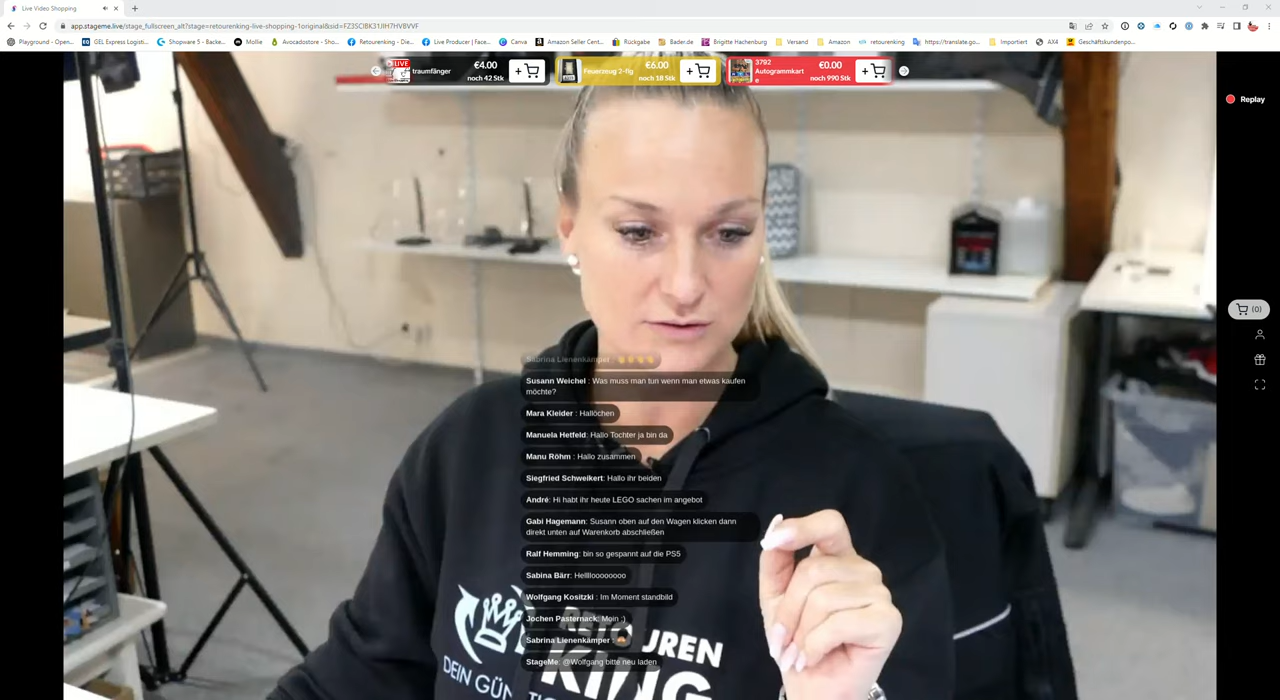 Live Video Shopping
app.stageme.live/stage_fullscreen_alt?stage=retourenking-live-shopping-1original&sid=FZ3SCIBK31JIH7HVBVVF
Playground - Open...
GEL Express Logisti...
Shopware 5 - Backe...
Mollie
Avocadostore - Sho...
Retourenking - Die...
Live Producer | Face...
Canva
Amazon Seller Cent...
Rückgabe
Bader.de
Brigitte Hachenburg
Versand
Amazon
retourenking
https://translate.go...
Importiert
AX4
Geschäftskundenpo...
LIVE
traumfänger
€4.00
noch 42 Stk
+
Feuerzeug 2-flg
€6.00
noch 18 Stk
+
3792
Autogrammkart
e
€0.00
noch 990 Stk
+
Replay
(0)
Sabrina Lienenkämper :
Susann Weichel : Was muss man tun wenn man etwas kaufen
möchte?
Mara Kleider : Hallöchen
Manuela Hetfeld: Hallo Tochter ja bin da
Manu Röhm : Hallo zusammen
Siegfried Schweikert: Hallo ihr beiden
André: Hi habt ihr heute LEGO sachen im angebot
Gabi Hagemann: Susann oben auf den Wagen klicken dann
direkt unten auf Warenkorb abschließen
Ralf Hemming: bin so gespannt auf die PS5
Sabina Bärr: Hellloooooooo
Wolfgang Kositzki : Im Moment standbild
Jochen Pasternack: Moin :)
Sabrina Lienenkämper :
StageMe: @Wolfgang bitte neu laden
RETOUREN
KING
DEIN GÜN